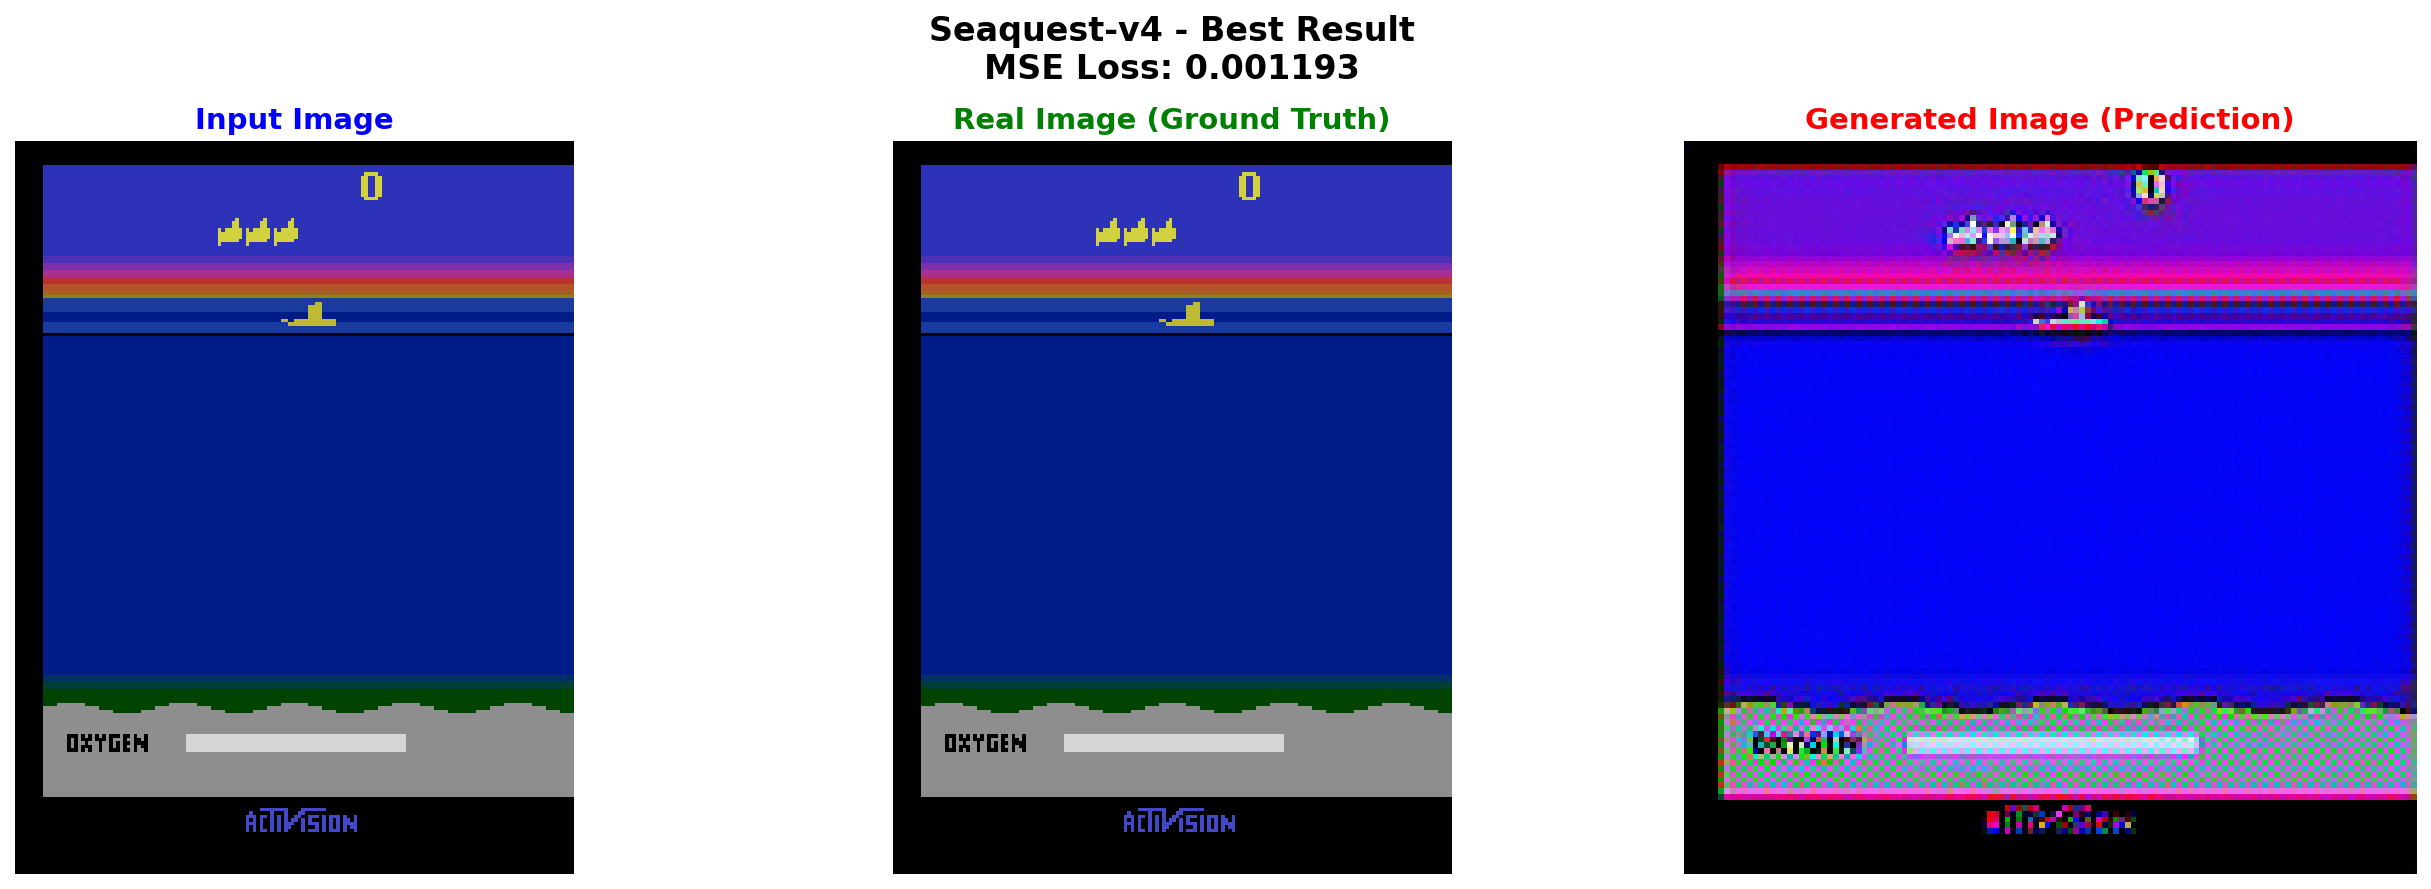 Seaquest-v4 - Best Result
MSE Loss: 0.001193
Input Image
Real Image (Ground Truth)
Generated Image (Prediction)
0
0
0
OXYGEN
OXYGEN
ACTIVISION
ACTIVISION